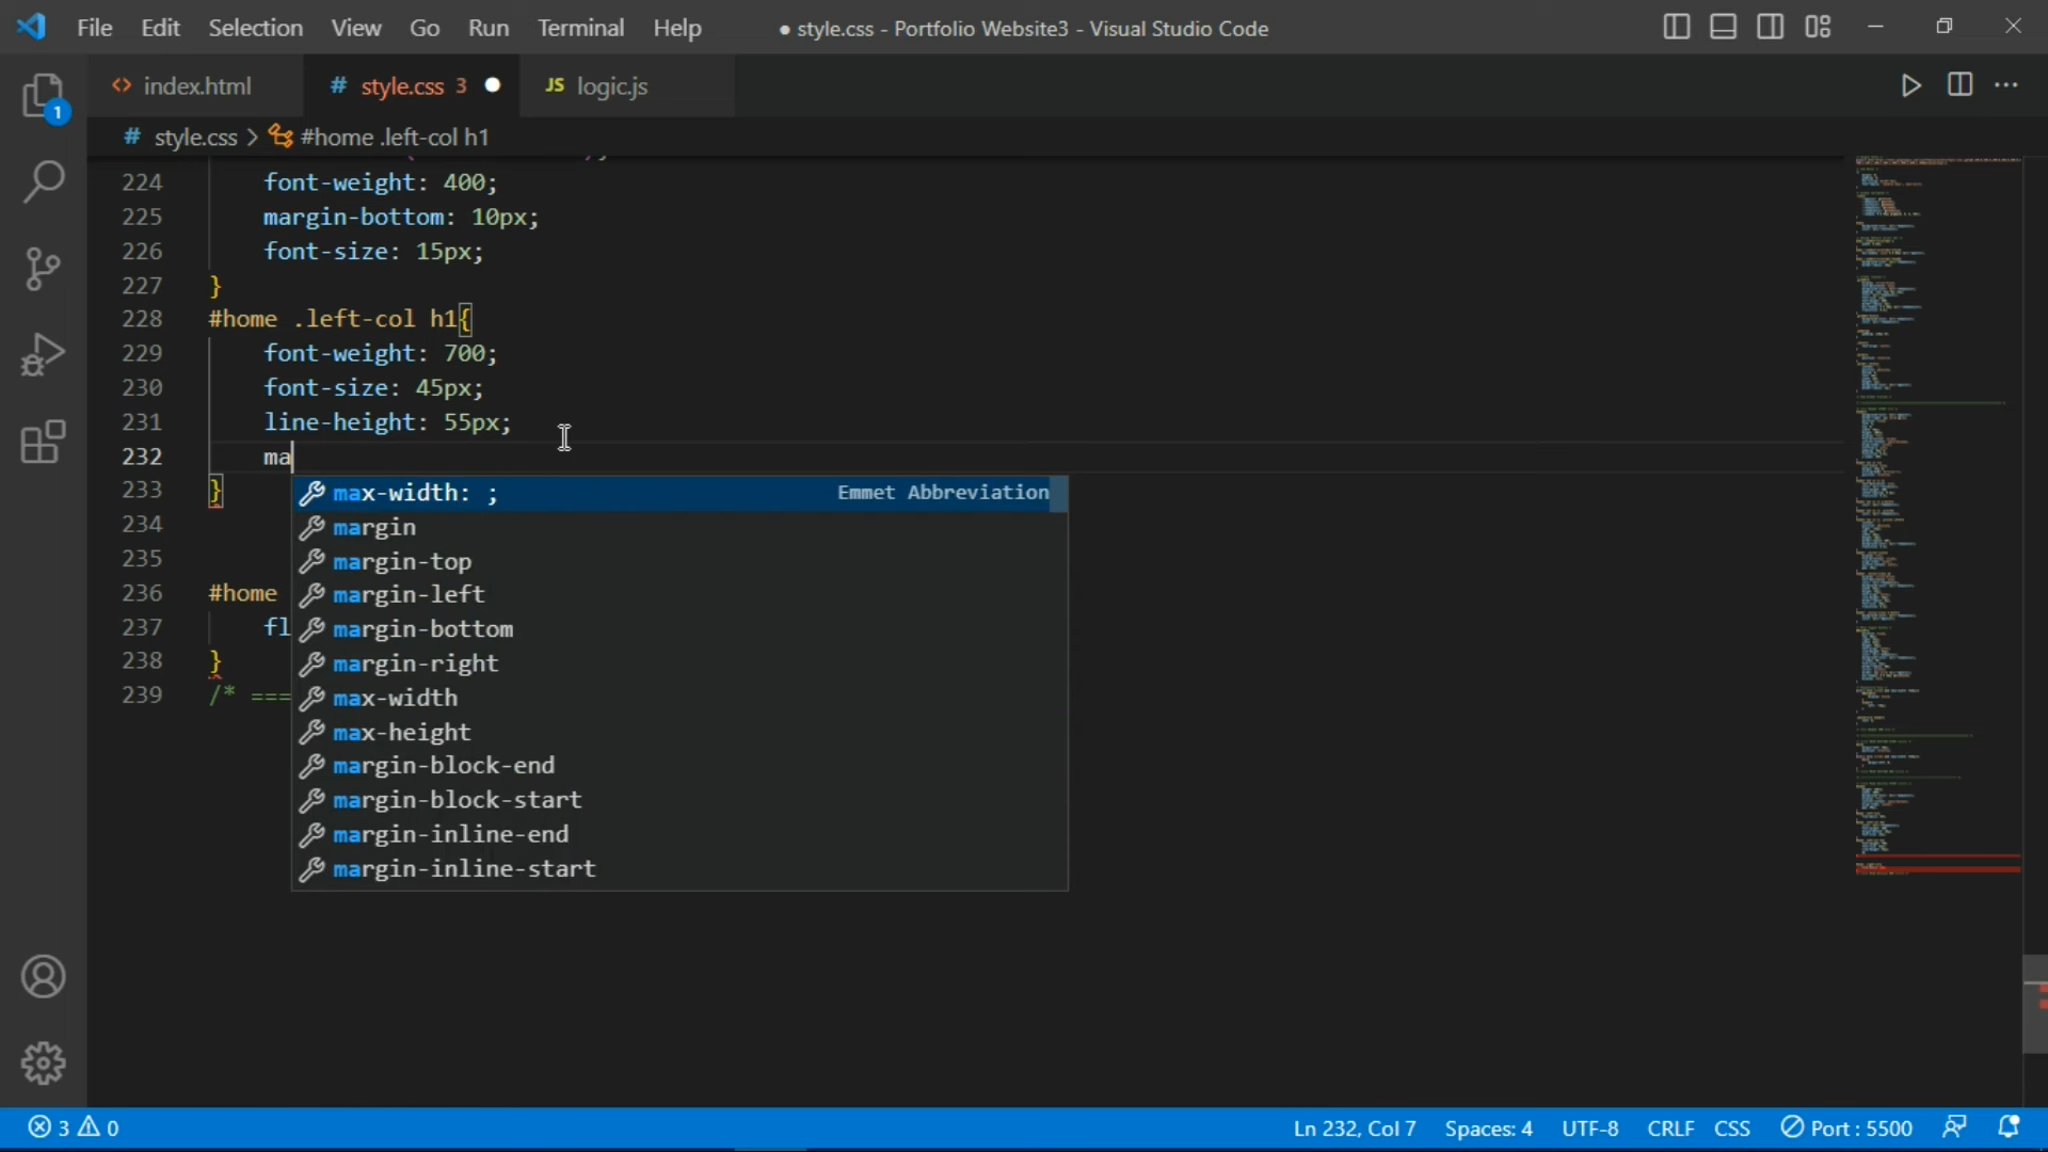 File Edit Selection View Go Run Terminal Help ● style.css - Portfolio Website3 - Visual Studio Code
<> index.html # style.css 3 ● JS logic.js
# style.css > #home .left-col h1
224 font-weight: 400;
225 margin-bottom: 10px;
226 font-size: 15px;
227 }
228 #home .left-col h1{
229 font-weight: 700;
230 font-size: 45px;
231 line-height: 55px;
232 ma
233 } max-width: ; Emmet Abbreviation
234 margin
235 margin-top
236 #home margin-left
237 fl margin-bottom
238 } margin-right
239 /* === max-width
max-height
margin-block-end
margin-block-start
margin-inline-end
margin-inline-start
1
3 0 Ln 232, Col 7 Spaces: 4 UTF-8 CRLF CSS Port : 5500